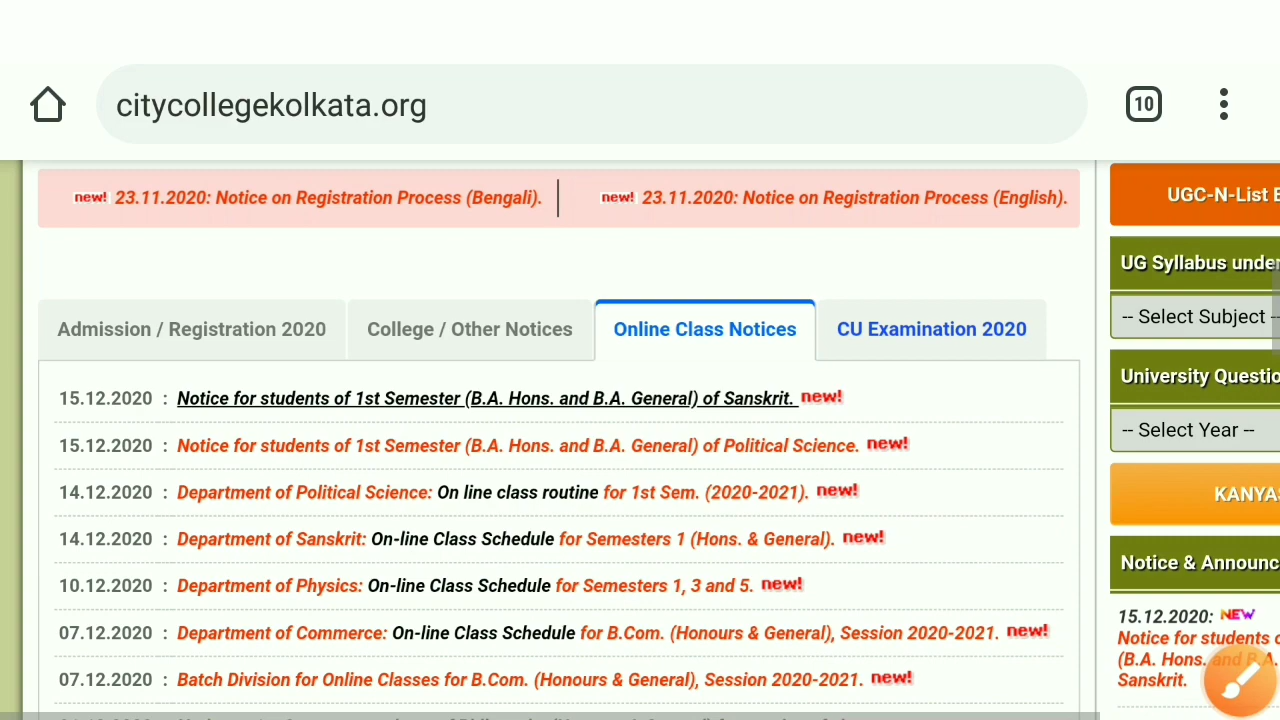 citycollegekolkata.org
10
new! 23.11.2020: Notice on Registration Process (Bengali).
new! 23.11.2020: Notice on Registration Process (English).
Admission / Registration 2020
College / Other Notices
Online Class Notices
CU Examination 2020
15.12.2020 : Notice for students of 1st Semester (B.A. Hons. and B.A. General) of Sanskrit. new!
15.12.2020 : Notice for students of 1st Semester (B.A. Hons. and B.A. General) of Political Science. new!
14.12.2020 : Department of Political Science: On line class routine for 1st Sem. (2020-2021). new!
14.12.2020 : Department of Sanskrit: On-line Class Schedule for Semesters 1 (Hons. & General). new!
10.12.2020 : Department of Physics: On-line Class Schedule for Semesters 1, 3 and 5. new!
07.12.2020 : Department of Commerce: On-line Class Schedule for B.Com. (Honours & General), Session 2020-2021. new!
07.12.2020 : Batch Division for Online Classes for B.Com. (Honours & General), Session 2020-2021. new!
UGC-N-List
UG Syllabus under
-- Select Subject --
University Questio
-- Select Year --
KANYAS
Notice & Announc
15.12.2020: NEW
Notice for students
(B.A. Hons. and B.A.
Sanskrit.